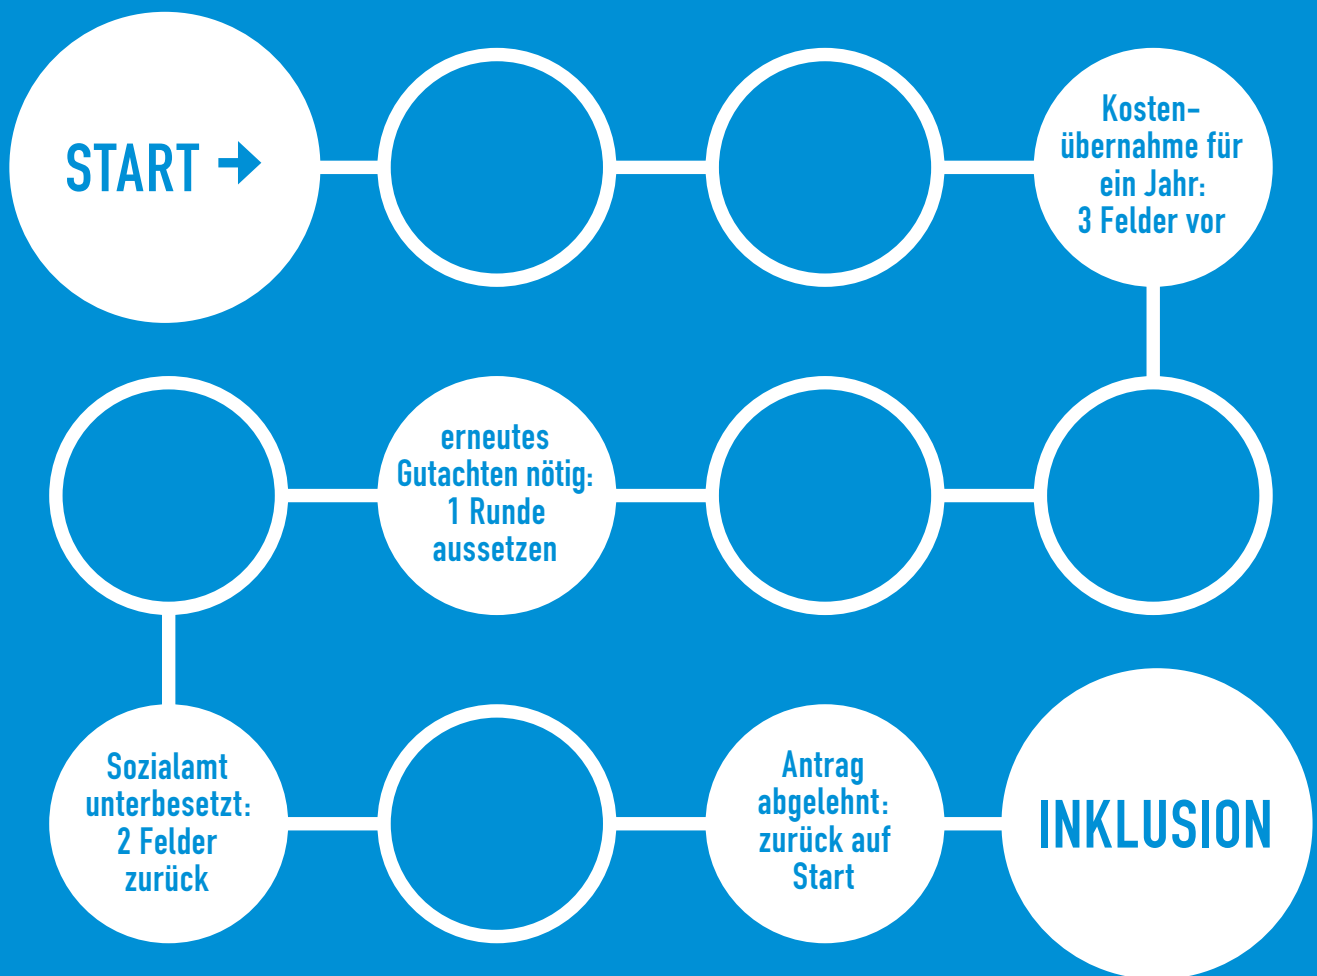 START →
Kosten-
übernahme für
ein Jahr:
3 Felder vor
erneutes
Gutachten nötig:
1 Runde
aussetzen
Sozialamt
unterbesetzt:
2 Felder
zurück
Antrag
abgelehnt:
zurück auf
Start
INKLUSION